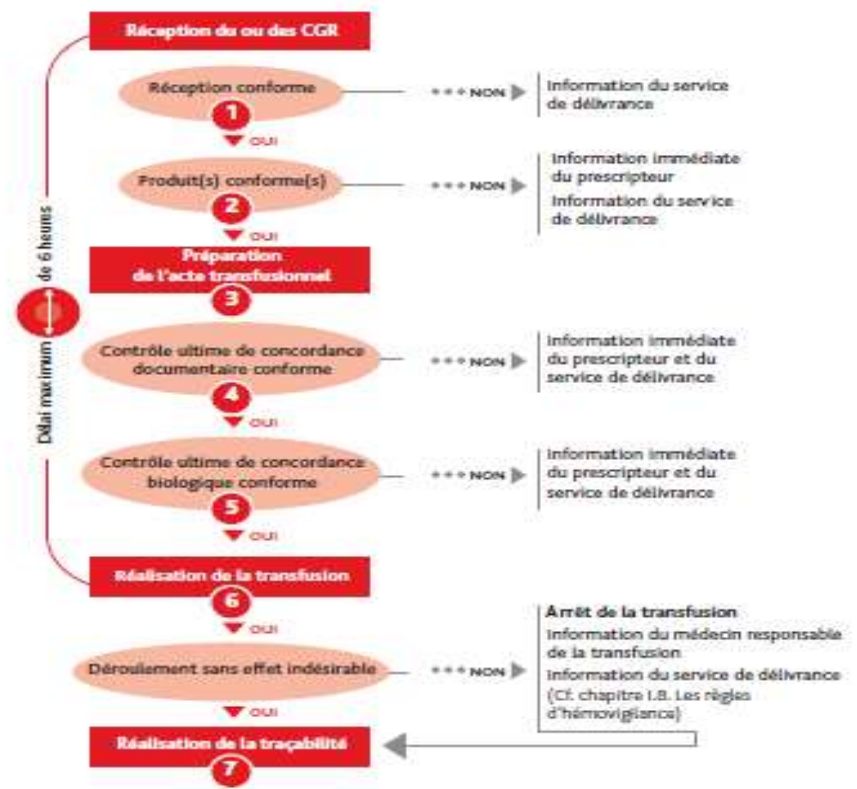 Réception du ou des CGR
Réception conforme
1
NON
Information du service
de délivrance
OUI
Produit(s) conforme(s)
2
NON
Information immédiate
du prescripteur
Information du service
de délivrance
OUI
Préparation
de l'acte transfusionnel
3
Contrôle ultime de concordance
documentaire conforme
4
NON
Information immédiate
du prescripteur et du
service de délivrance
OUI
Contrôle ultime de concordance
biologique conforme
5
NON
Information immédiate
du prescripteur et du
service de délivrance
OUI
Réalisation de la transfusion
6
OUI
Déroulement sans effet indésirable
NON
Arrêt de la transfusion
Information du médecin responsable
de la transfusion
Information du service de délivrance
(Cf. chapitre I.8. Les règles
d'hémovigilance)
OUI
Réalisation de la traçabilité
7
Délai maximum de 6 heures